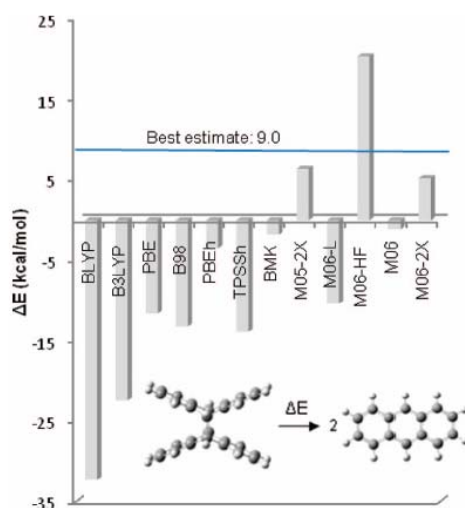 25
15
Best estimate: 9.0
5
-5
-15
-25
-35
ΔE (kcal/mol)
BLYP
B3LYP
PBE
B98
PBEh
TPSSh
BMK
M05-2X
M06-L
M06-HF
M06
M06-2X
ΔE
2